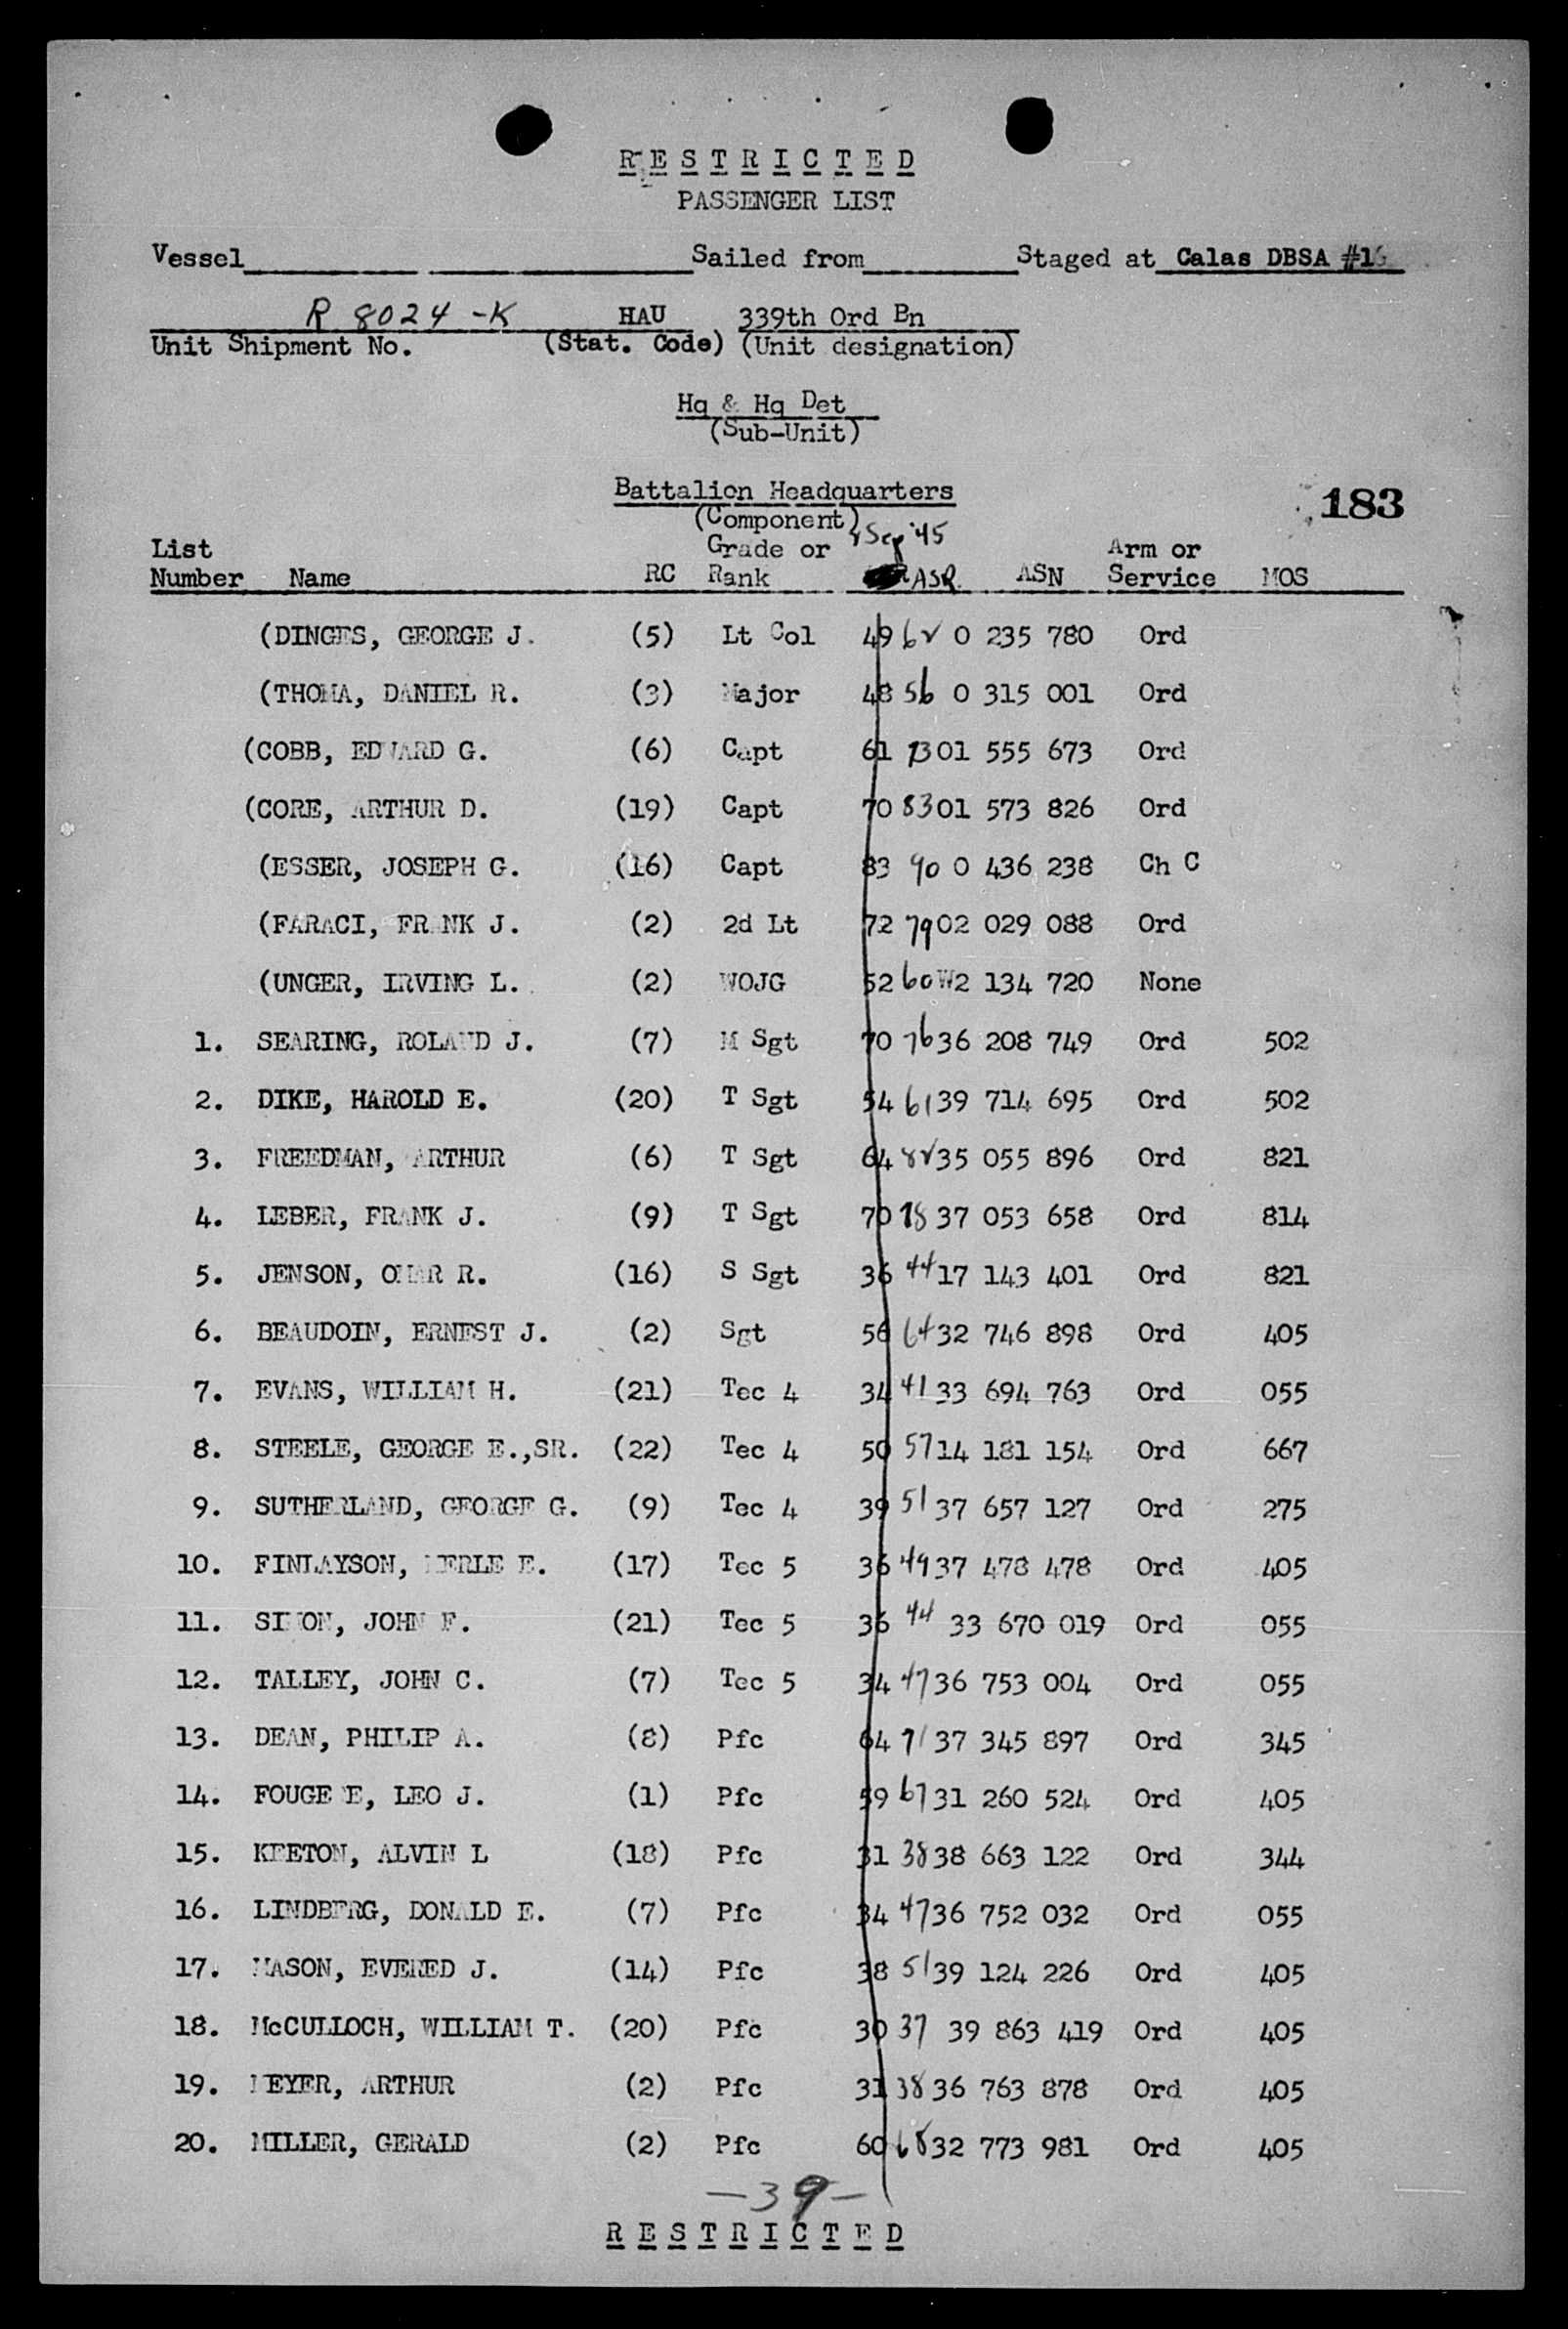 RESTRICTED
PASSENGER LIST
Vessel Sailed from Staged at Calas DBSA
R 8024-K HAU 339th Ord Bn
Unit Shipment No. (Stat. Code) (Unit designation)
Hq & Hq Det
(Sub-Unit)
Battalion Headquarters
183
(Component)
Sep '45
List Grade or Arm or
Number Name RC Rank ASR ASN Service MOS
(DINGES, GEORGE J. (5) Lt Col 49 62 0 235 780 Ord
(THOMA, DANIEL R. (3) Major 48 56 0 315 001 Ord
(COBB, EDWARD G. (6) Capt 61 01 555 673 Ord
(CORE, ARTHUR D. (19) Capt 70 83 01 573 826 Ord
(ESSER, JOSEPH G. (16) Capt 83 90 0 436 238 Ch C
(FARACI, FRANK J. (2) 2d Lt 72 79 02 029 088 Ord
(UNGER, IRVING L. (2) WOJG 52 60 W2 134 720 None
1. SEARING, ROLAND J. (7) M Sgt 70 76 36 208 749 Ord 502
2. DIKE, HAROLD E. (20) T Sgt 54 61 39 714 695 Ord 502
3. FREEDMAN, ARTHUR (6) T Sgt 64 82 35 055 896 Ord 821
4. LEBER, FRANK J. (9) T Sgt 70 78 37 053 658 Ord 814
5. JENSON, OMAR R. (16) S Sgt 36 44 17 143 401 Ord 821
6. BEAUDOIN, ERNEST J. (2) Sgt 56 64 32 746 898 Ord 405
7. EVANS, WILLIAM H. (21) Tec 4 34 41 33 694 763 Ord 055
8. STEELE, GEORGE E.,SR. (22) Tec 4 50 57 14 181 154 Ord 667
9. SUTHERLAND, GEORGE G. (9) Tec 4 39 51 37 657 127 Ord 275
10. FINLAYSON, MERLE E. (17) Tec 5 36 49 37 478 478 Ord 405
11. SIMON, JOHN F. (21) Tec 5 36 44 33 670 019 Ord 055
12. TALLEY, JOHN C. (7) Tec 5 34 47 36 753 004 Ord 055
13. DEAN, PHILIP A. (8) Pfc 64 71 37 345 897 Ord 345
14. FOUGERE, LEO J. (1) Pfc 59 67 31 260 524 Ord 405
15. KEETON, ALVIN L (18) Pfc 31 38 38 663 122 Ord 344
16. LINDBERG, DONALD E. (7) Pfc 34 47 36 752 032 Ord 055
17. MASON, EVERED J. (14) Pfc 38 51 39 124 226 Ord 405
18. McCULLOCH, WILLIAM T. (20) Pfc 30 37 39 863 419 Ord 405
19. MEYER, ARTHUR (2) Pfc 31 38 36 763 878 Ord 405
20. MILLER, GERALD (2) Pfc 60 68 32 773 981 Ord 405
-39-
RESTRICTED